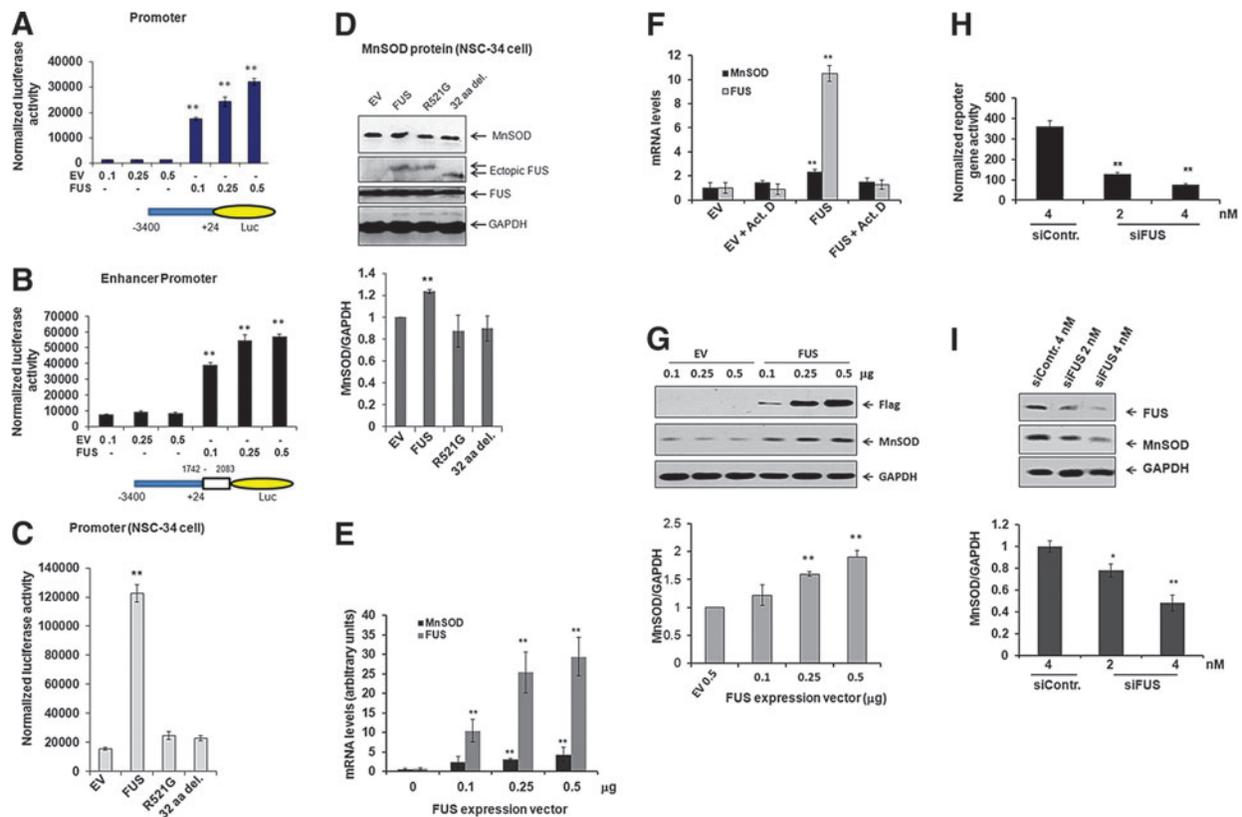 A
Promoter
Normalized luciferase activity
40000
30000
20000
10000
0
** ** **
EV 0.1 0.25 0.5 - - -
FUS - - - 0.1 0.25 0.5
-3400 +24 Luc
B
Enhancer Promoter
Normalized luciferase activity
70000
60000
50000
40000
30000
20000
10000
0
** ** **
EV 0.1 0.25 0.5 - - -
FUS - - - 0.1 0.25 0.5
1742 - 2083
-3400 +24 Luc
C
Promoter (NSC-34 cell)
Normalized luciferase activity
140000
120000
100000
80000
60000
40000
20000
0
**
EV FUS R521G 32 aa del.
D
MnSOD protein (NSC-34 cell)
EV FUS R521G 32 aa del.
MnSOD
Ectopic FUS
FUS
GAPDH
MnSOD/GAPDH
1.4
1.2
1
0.8
0.6
0.4
0.2
0
**
EV FUS R521G 32 aa del.
E
mRNA levels (arbitrary units)
40
35
30
25
20
15
10
5
0
MnSOD
FUS
** ** ** ** **
0 0.1 0.25 0.5 µg
FUS expression vector
F
mRNA levels
12
10
8
6
4
2
0
MnSOD
FUS
** **
EV EV + Act. D FUS FUS + Act. D
G
EV FUS
0.1 0.25 0.5 0.1 0.25 0.5 µg
Flag
MnSOD
GAPDH
MnSOD/GAPDH
2.5
2
1.5
1
0.5
0
** **
EV 0.5 0.1 0.25 0.5
FUS expression vector (µg)
H
Normalized reporter gene activity
500
400
300
200
100
0
** **
4 2 4 nM
siContr. siFUS
I
siContr. 4 nM siFUS 2 nM siFUS 4 nM
FUS
MnSOD
GAPDH
MnSOD/GAPDH
1.2
1
0.8
0.6
0.4
0.2
0
* **
4 2 4 nM
siContr. siFUS